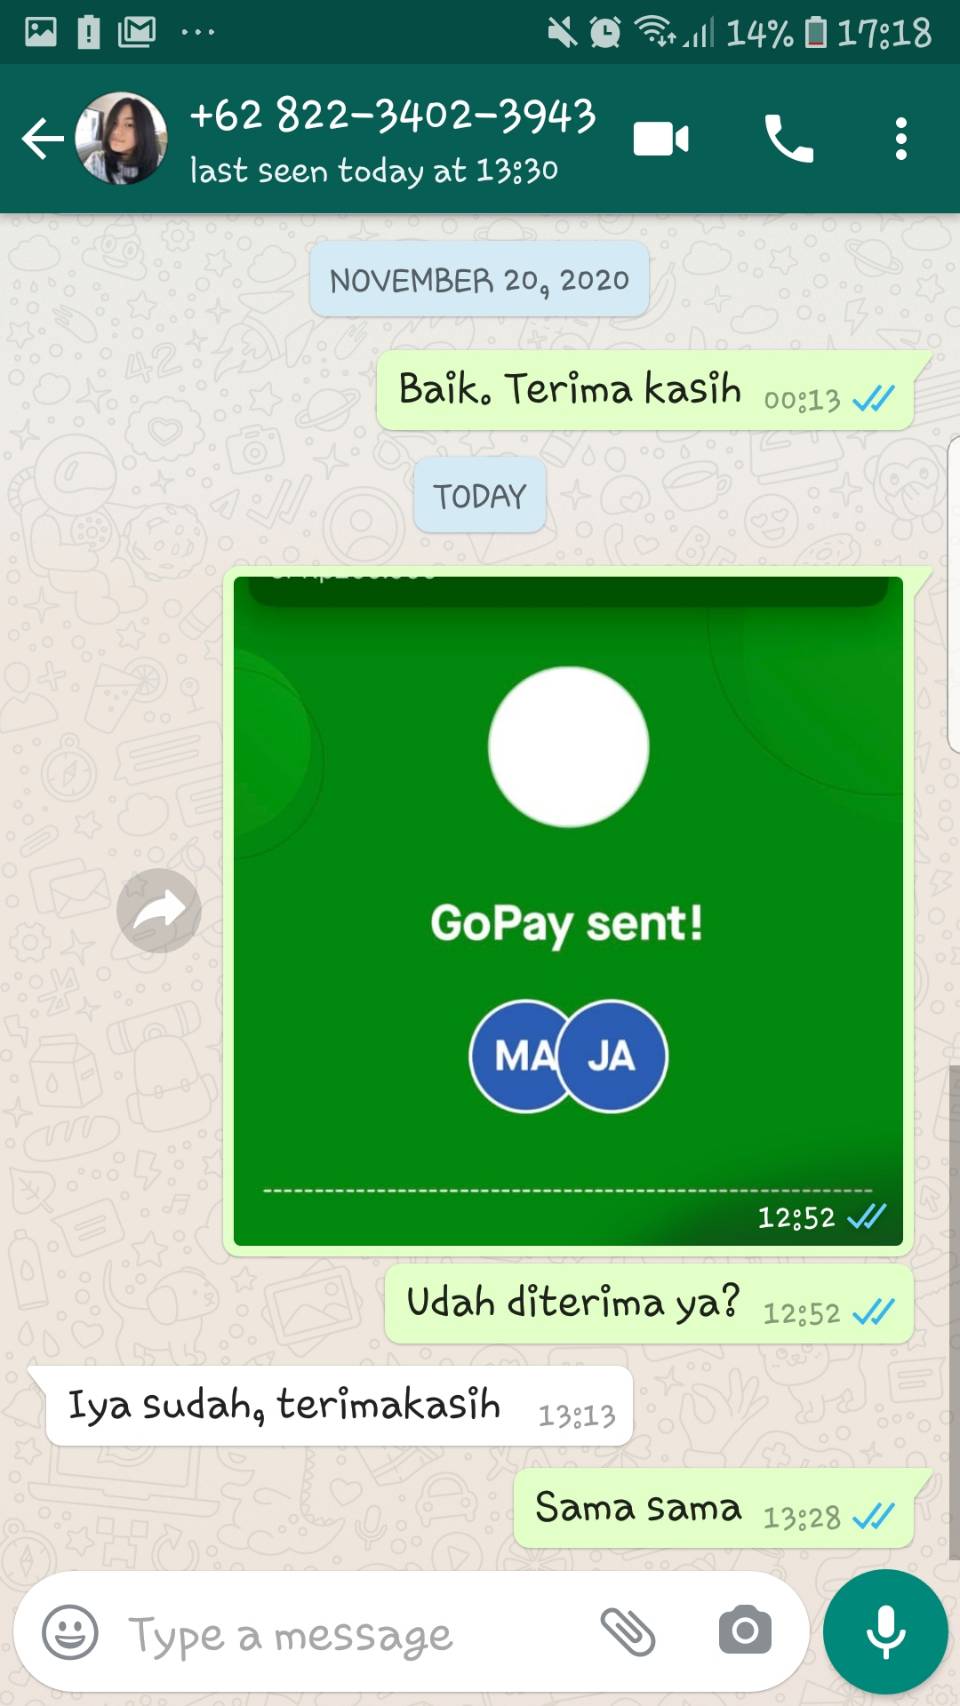 14% 17:18
+62 822-3402-3943
last seen today at 13:30
NOVEMBER 20, 2020
Baik. Terima kasih 00:13
TODAY
GoPay sent!
MA JA
12:52
Udah diterima ya? 12:52
Iya sudah, terimakasih 13:13
Sama sama 13:28
Type a message